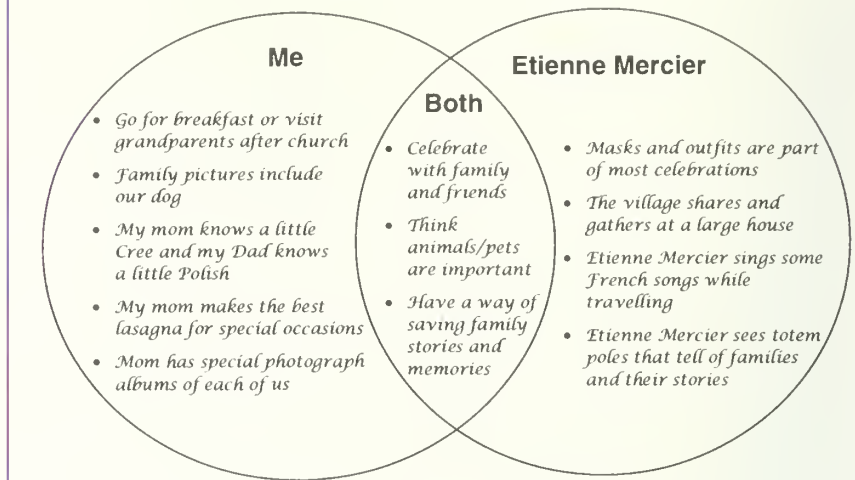 Me
• Go for breakfast or visit
grandparents after church
• Family pictures include
our dog
• My mom knows a little
Cree and my Dad knows
a little Polish
• My mom makes the best
lasagna for special occasions
• Mom has special photograph
albums of each of us
Both
• Celebrate
with family
and friends
• Think
animals/pets
are important
• Have a way of
saving family
stories and
memories
Etienne Mercier
• Masks and outfits are part
of most celebrations
• The village shares and
gathers at a large house
• Etienne Mercier sings some
French songs while
travelling
• Etienne Mercier sees totem
poles that tell of families
and their stories